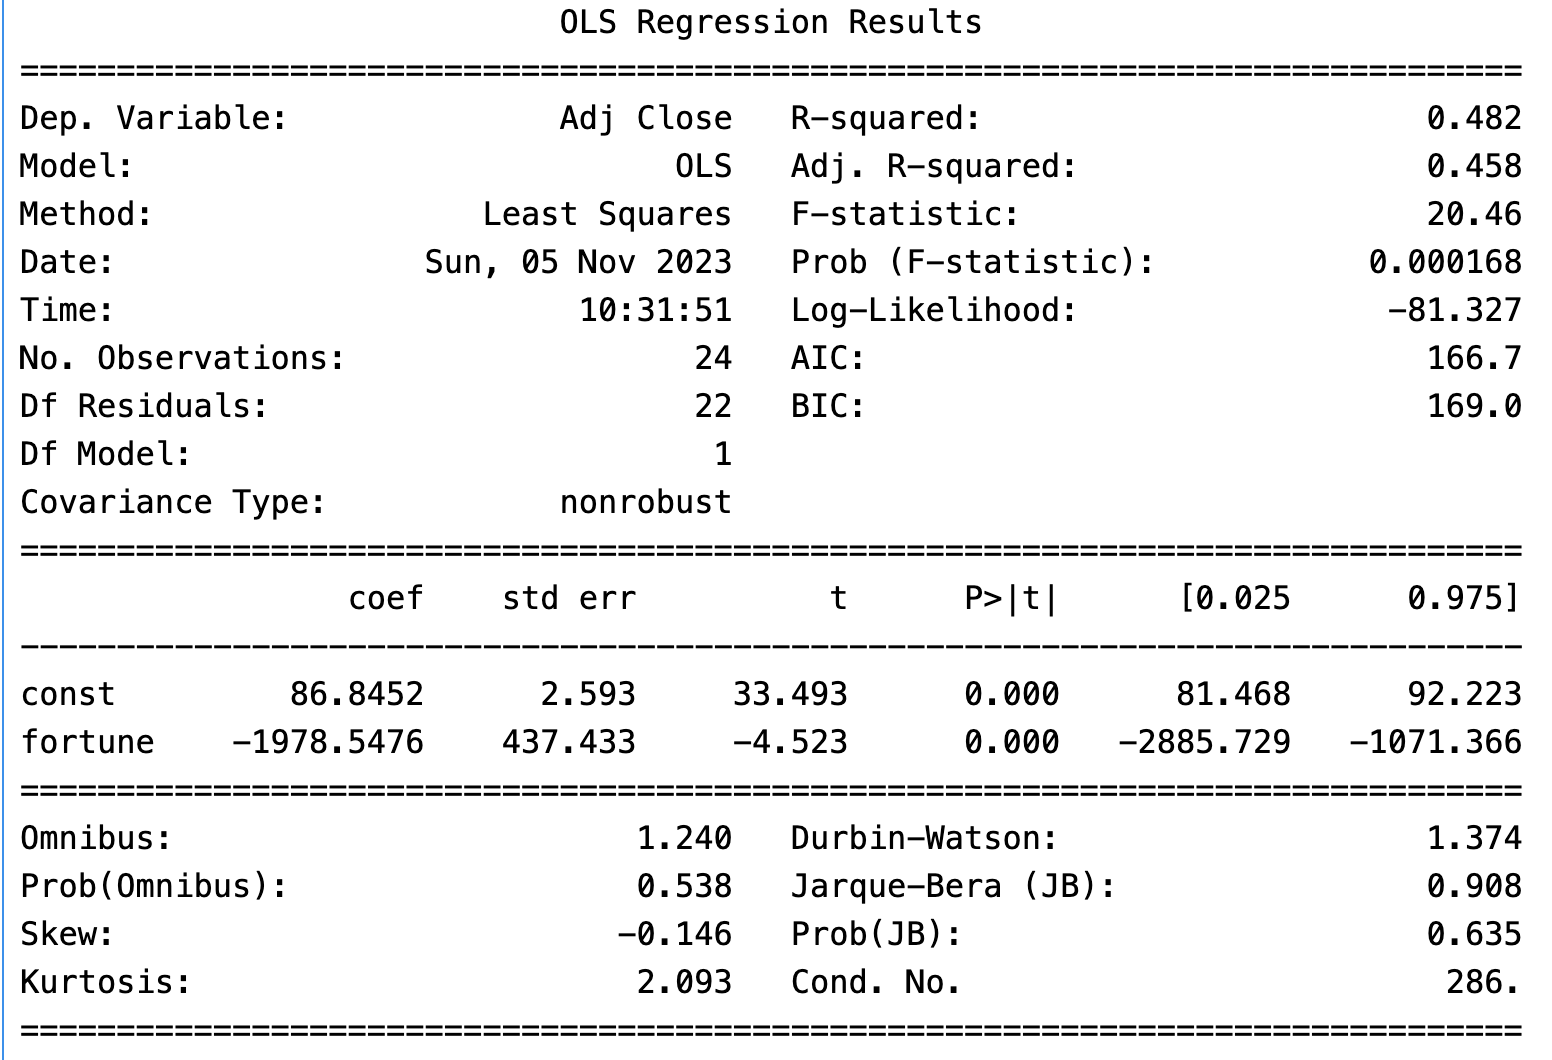 OLS Regression Results
==============================================================================
Dep. Variable:              Adj Close   R-squared:                       0.482
Model:                            OLS   Adj. R-squared:                  0.458
Method:                 Least Squares   F-statistic:                     20.46
Date:                Sun, 05 Nov 2023   Prob (F-statistic):           0.000168
Time:                        10:31:51   Log-Likelihood:                -81.327
No. Observations:                  24   AIC:                             166.7
Df Residuals:                      22   BIC:                             169.0
Df Model:                           1
Covariance Type:            nonrobust
==============================================================================
                 coef    std err          t      P>|t|      [0.025      0.975]
------------------------------------------------------------------------------
const         86.8452      2.593     33.493      0.000      81.468      92.223
fortune    -1978.5476    437.433     -4.523      0.000   -2885.729   -1071.366
==============================================================================
Omnibus:                        1.240   Durbin-Watson:                   1.374
Prob(Omnibus):                  0.538   Jarque-Bera (JB):                0.908
Skew:                          -0.146   Prob(JB):                        0.635
Kurtosis:                       2.093   Cond. No.                         286.
==============================================================================